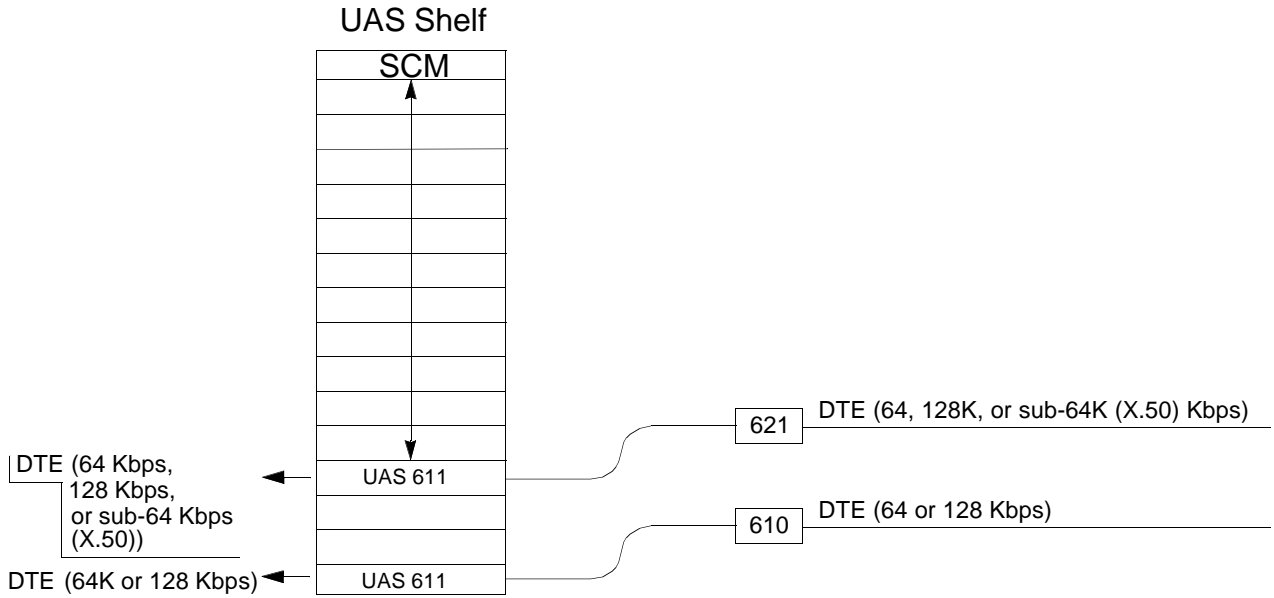 UAS Shelf
SCM
DTE (64, 128K, or sub-64K (X.50) Kbps)
621
DTE (64 Kbps,
128 Kbps,
or sub-64 Kbps
(X.50))
UAS 611
DTE (64 or 128 Kbps)
610
DTE (64K or 128 Kbps)
UAS 611